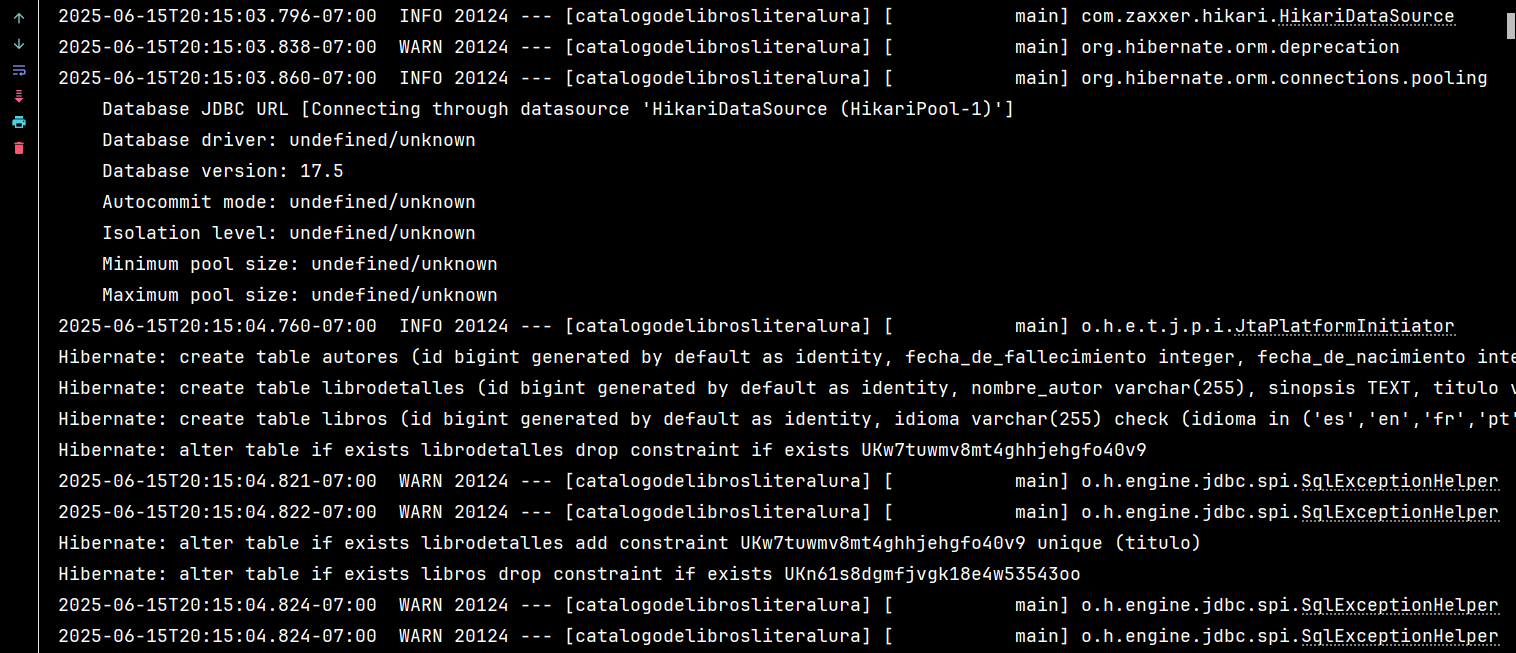 2025-06-15T20:15:03.796-07:00  INFO 20124 --- [catalogodelibrosliteralura] [           main] com.zaxxer.hikari.HikariDataSource
2025-06-15T20:15:03.838-07:00  WARN 20124 --- [catalogodelibrosliteralura] [           main] org.hibernate.orm.deprecation
2025-06-15T20:15:03.860-07:00  INFO 20124 --- [catalogodelibrosliteralura] [           main] org.hibernate.orm.connections.pooling
    Database JDBC URL [Connecting through datasource 'HikariDataSource (HikariPool-1)']
    Database driver: undefined/unknown
    Database version: 17.5
    Autocommit mode: undefined/unknown
    Isolation level: undefined/unknown
    Minimum pool size: undefined/unknown
    Maximum pool size: undefined/unknown
2025-06-15T20:15:04.760-07:00  INFO 20124 --- [catalogodelibrosliteralura] [           main] o.h.e.t.j.p.i.JtaPlatformInitiator
Hibernate: create table autores (id bigint generated by default as identity, fecha_de_fallecimiento integer, fecha_de_nacimiento inte
Hibernate: create table librodetalles (id bigint generated by default as identity, nombre_autor varchar(255), sinopsis TEXT, titulo v
Hibernate: create table libros (id bigint generated by default as identity, idioma varchar(255) check (idioma in ('es','en','fr','pt'
Hibernate: alter table if exists librodetalles drop constraint if exists UKw7tuwmv8mt4ghhjehgfo40v9
2025-06-15T20:15:04.821-07:00  WARN 20124 --- [catalogodelibrosliteralura] [           main] o.h.engine.jdbc.spi.SqlExceptionHelper
2025-06-15T20:15:04.822-07:00  WARN 20124 --- [catalogodelibrosliteralura] [           main] o.h.engine.jdbc.spi.SqlExceptionHelper
Hibernate: alter table if exists librodetalles add constraint UKw7tuwmv8mt4ghhjehgfo40v9 unique (titulo)
Hibernate: alter table if exists libros drop constraint if exists UKn61s8dgmfjvgk18e4w53543oo
2025-06-15T20:15:04.824-07:00  WARN 20124 --- [catalogodelibrosliteralura] [           main] o.h.engine.jdbc.spi.SqlExceptionHelper
2025-06-15T20:15:04.824-07:00  WARN 20124 --- [catalogodelibrosliteralura] [           main] o.h.engine.jdbc.spi.SqlExceptionHelper